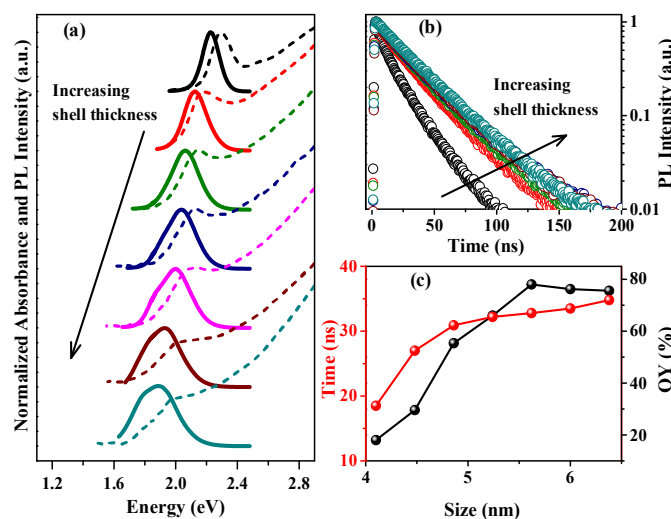 (a)
Increasing
shell thickness
Normalized Absorbance and PL Intensity (a.u.)
1.2 1.6 2.0 2.4 2.8
Energy (eV)
(b)
Increasing
shell thickness
1
0.1
0.01
PL Intensity (a.u.)
0 50 100 150 200
Time (ns)
(c)
40
30
20
10
Time (ns)
80
60
40
20
QY (%)
4 5 6
Size (nm)